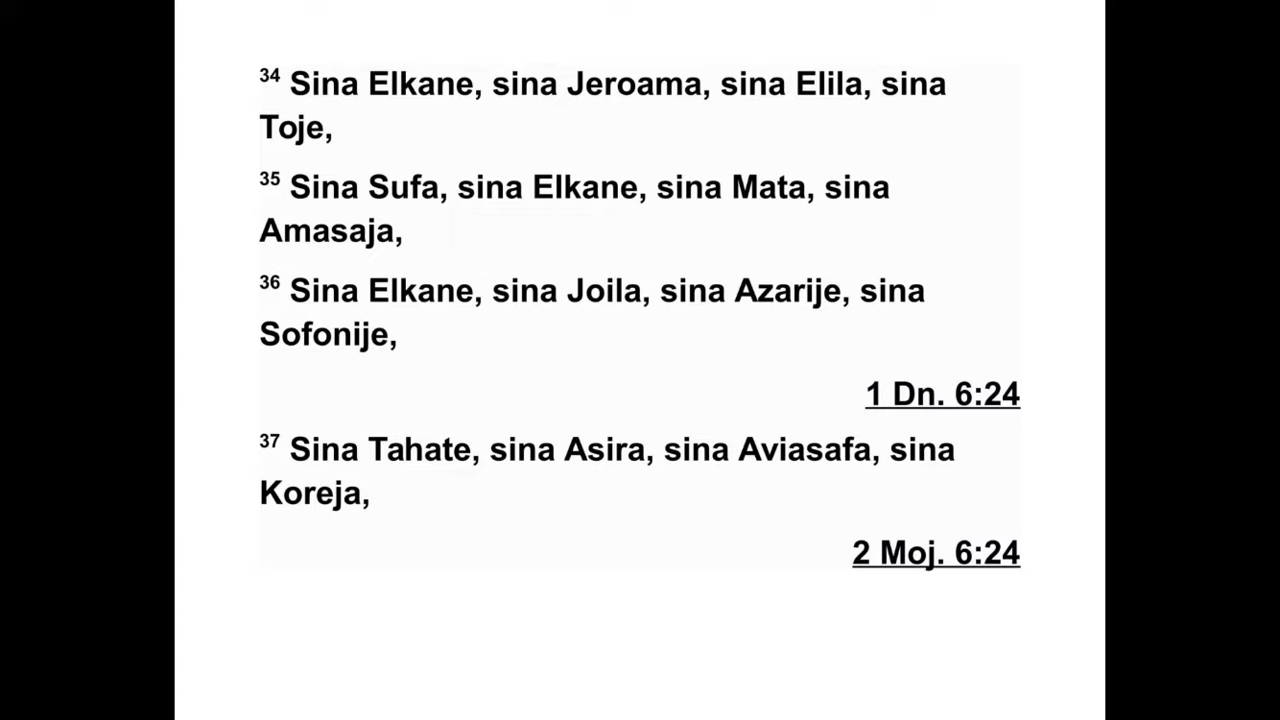 34 Sina Elkane, sina Jeroama, sina Elila, sina
Toje,
35 Sina Sufa, sina Elkane, sina Mata, sina
Amasaja,
36 Sina Elkane, sina Joila, sina Azarije, sina
Sofonije,
1 Dn. 6:24
37 Sina Tahate, sina Asira, sina Aviasafa, sina
Koreja,
2 Moj. 6:24